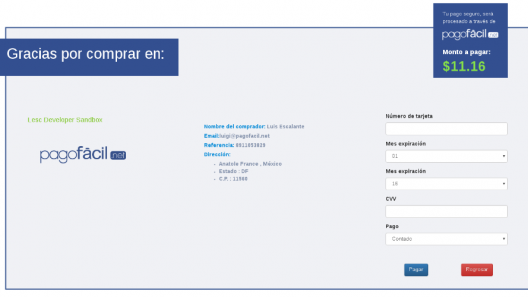 Tu pago seguro, será
procesado a través de
pagofácil.net
Monto a pagar:
$11.16
Gracias por comprar en:
Lesc Developer Sandbox
pagofácil.net
Nombre del comprador: Luis Escalante
Email:luigi@pagofacil.net
Referencia: 0511653839
Dirección:
- Anatole France , México
- Estado : DF
- C.P. : 11560
Número de tarjeta
Mes expiración
01
Mes expiración
15
CVV
Pago
Contado
Pagar
Regresar